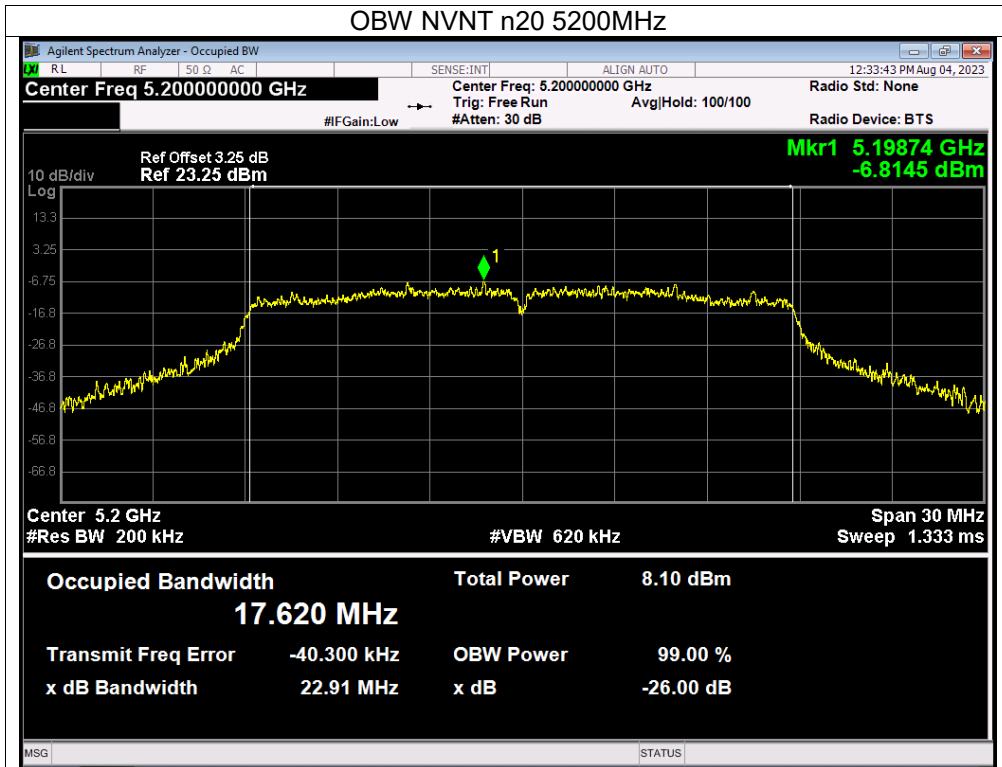 OBW NVNT n20 5200MHz
Agilent Spectrum Analyzer - Occupied BW
LXI RL RF 50 Ω AC SENSE:INT ALIGN AUTO 12:33:43 PM Aug 04, 2023
Center Freq 5.200000000 GHz Center Freq: 5.200000000 GHz Radio Std: None
Trig: Free Run Avg|Hold: 100/100
#IFGain:Low #Atten: 30 dB Radio Device: BTS
Mkr1 5.19874 GHz
-6.8145 dBm
Ref Offset 3.25 dB
10 dB/div Ref 23.25 dBm
Log
13.3
3.25
1
-6.75
-16.8
-26.8
-36.8
-46.8
-56.8
-66.8
Center 5.2 GHz Span 30 MHz
#Res BW 200 kHz #VBW 620 kHz Sweep 1.333 ms
Occupied Bandwidth Total Power 8.10 dBm
17.620 MHz
Transmit Freq Error -40.300 kHz OBW Power 99.00 %
x dB Bandwidth 22.91 MHz x dB -26.00 dB
MSG STATUS